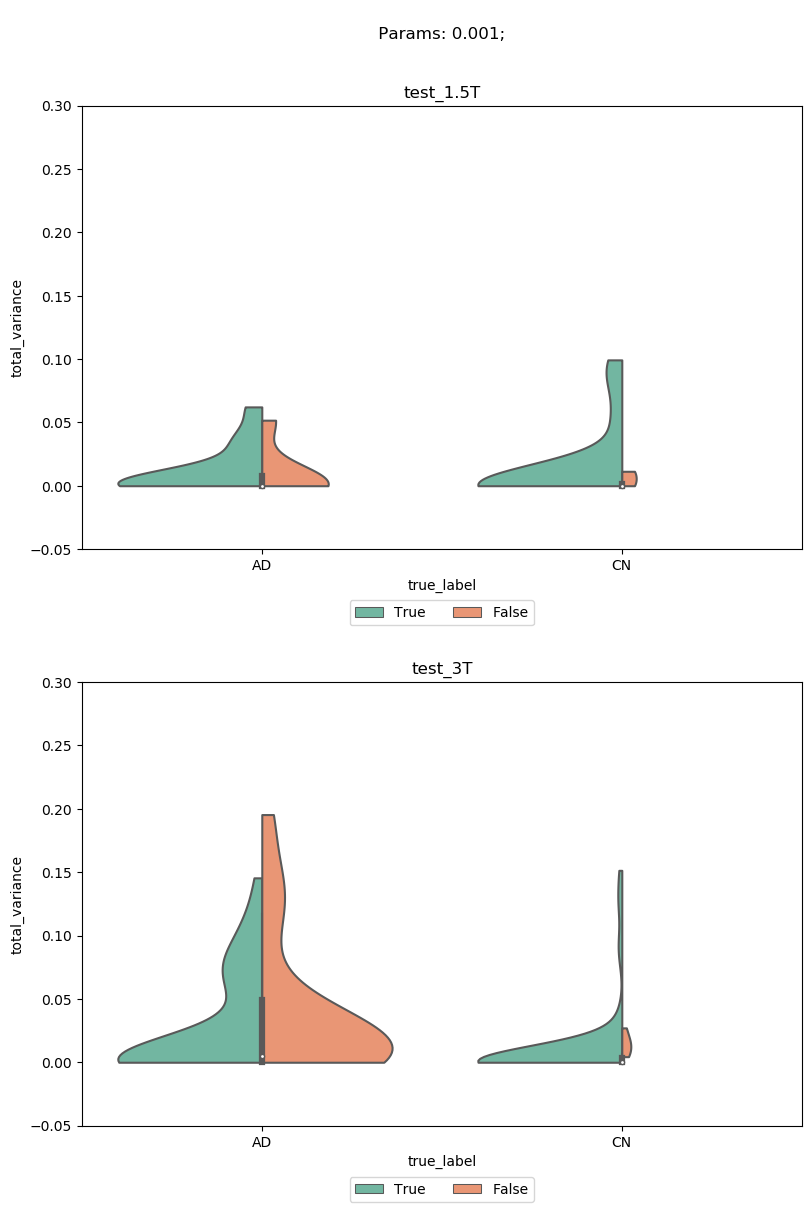 Params: 0.001;
test_1.5T
0.30
0.25
0.20
0.15
0.10
0.05
0.00
−0.05
total_variance
AD CN
true_label
True False
test_3T
0.30
0.25
0.20
0.15
0.10
0.05
0.00
−0.05
total_variance
AD CN
true_label
True False